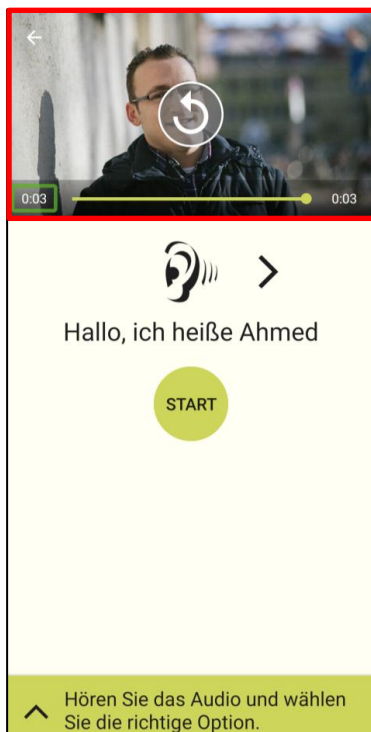 0:03 0:03
Hallo, ich heiße Ahmed
START
Hören Sie das Audio und wählen
Sie die richtige Option.